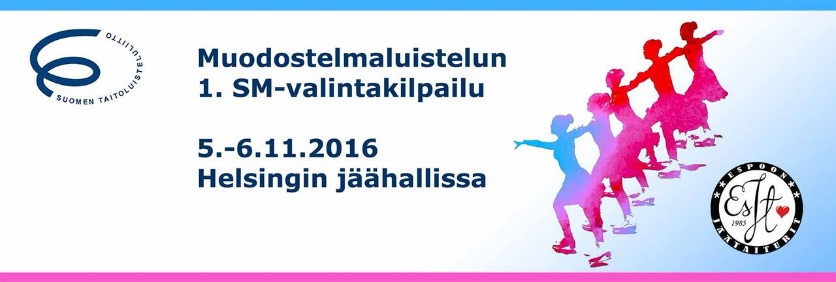 SUOMEN TAITOLUISTELULIITTO
Muodostelmaluistelun
1. SM-valintakilpailu
5.-6.11.2016
Helsingin jäähallissa
ESPOON
EsJt
1985
JÄÄTAITURIT